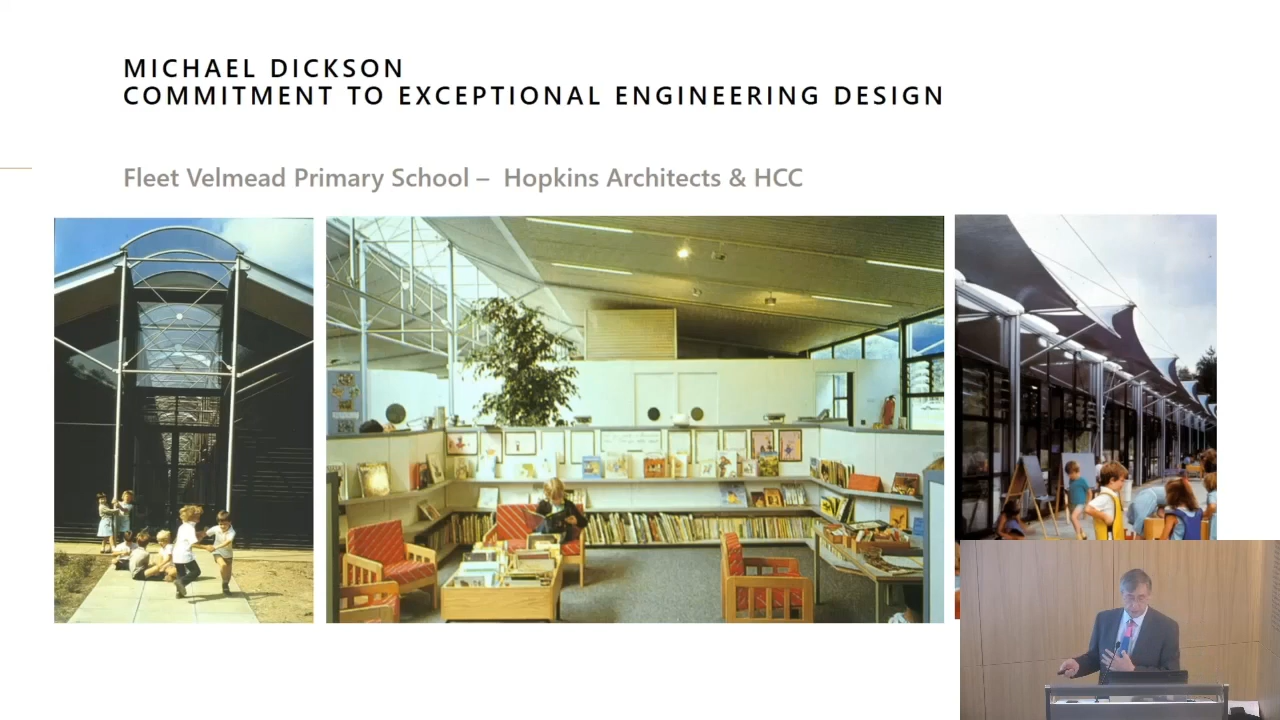 MICHAEL DICKSON
COMMITMENT TO EXCEPTIONAL ENGINEERING DESIGN
Fleet Velmead Primary School – Hopkins Architects & HCC